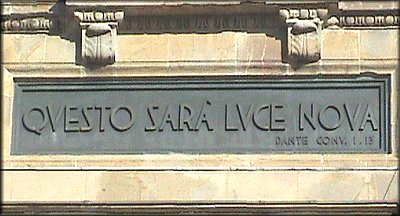 QVESTO SARÀ LVCE NOVA
DANTE CONV. I. 13